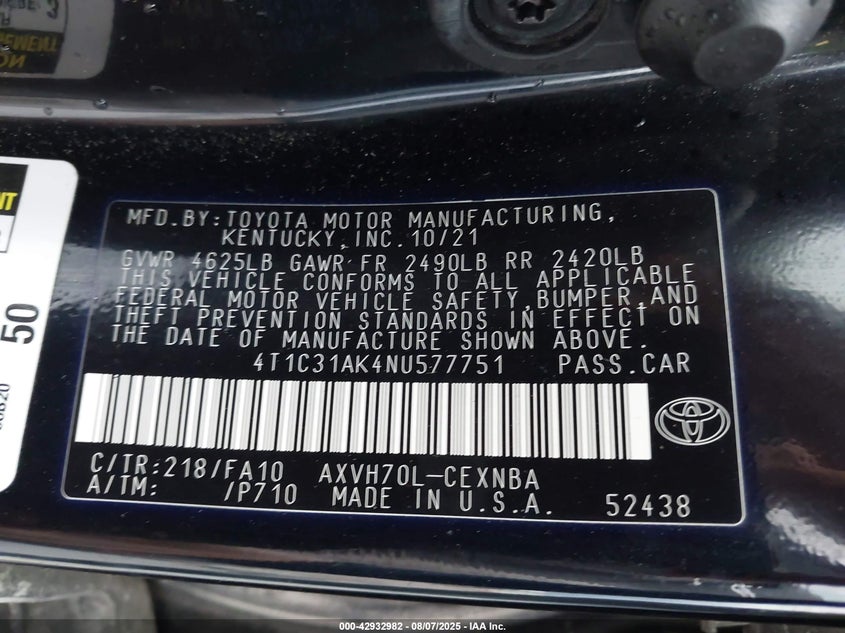 MFD.BY:TOYOTA MOTOR MANUFACTURING,
KENTUCKY,INC.10/21
GVWR 4625LB GAWR FR 2490LB RR 2420LB
THIS VEHICLE CONFORMS TO ALL APPLICABLE
FEDERAL MOTOR VEHICLE SAFETY,BUMPER,AND
THEFT PREVENTION STANDARDS IN EFFECT ON
THE DATE OF MANUFACTURE SHOWN ABOVE.
4T1C31AK4NU577751 PASS.CAR
C/TR:218/FA10 AXVH70L-CEXNBA
A/TM: /P710 MADE IN U.S.A. 52438
50
000-42932982 - 08/07/2025 - IAA Inc.